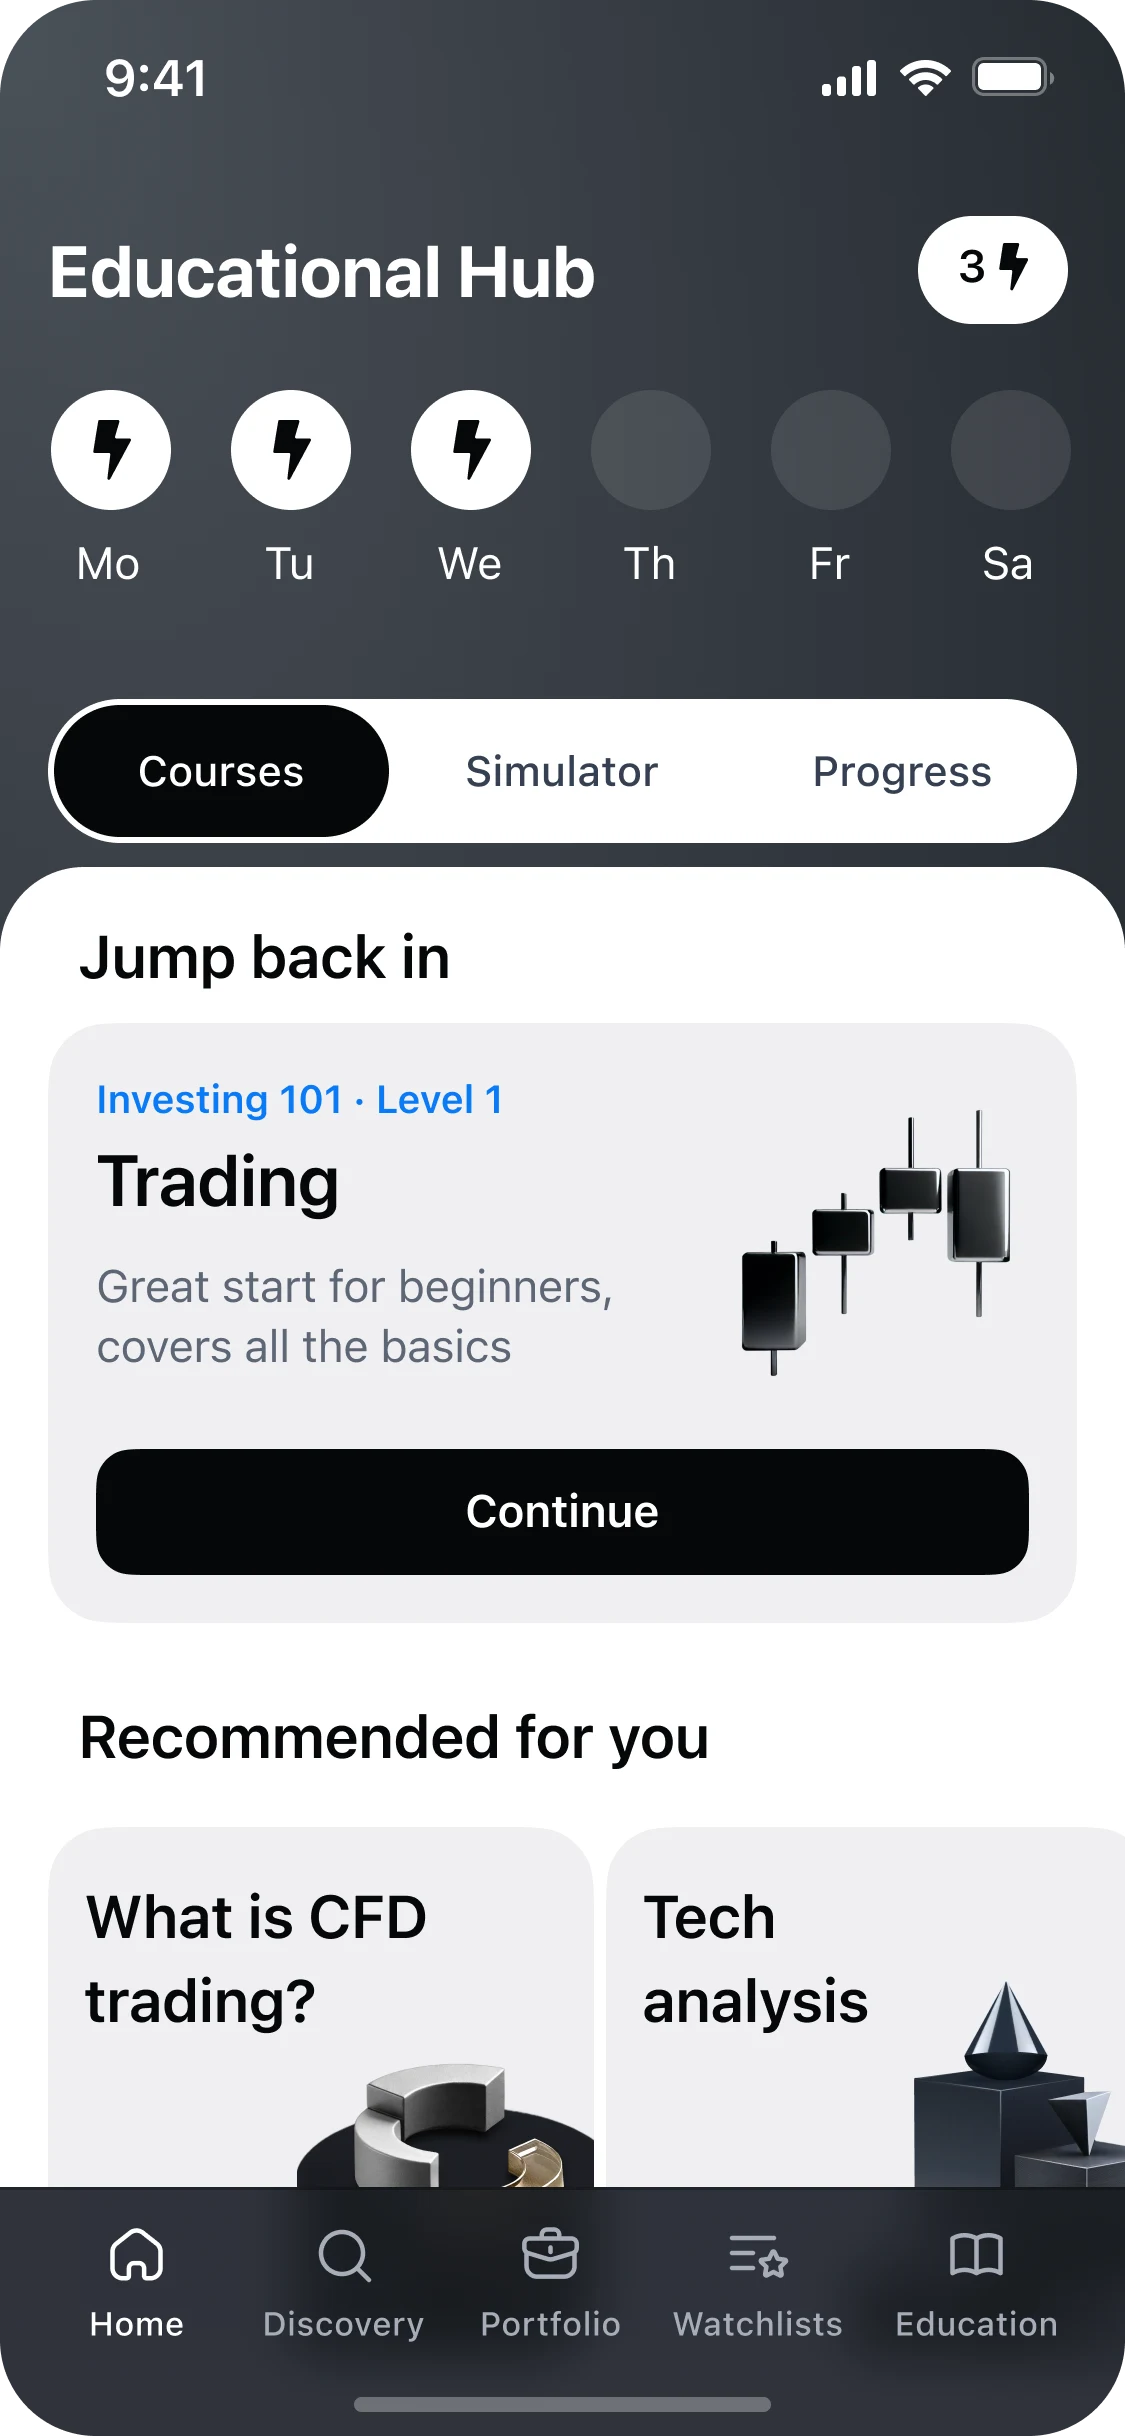 9:41
Educational Hub
3
Mo Tu We Th Fr Sa
Courses Simulator Progress
Jump back in
Investing 101 · Level 1
Trading
Great start for beginners,
covers all the basics
Continue
Recommended for you
What is CFD
trading?
Tech
analysis
Home Discovery Portfolio Watchlists Education